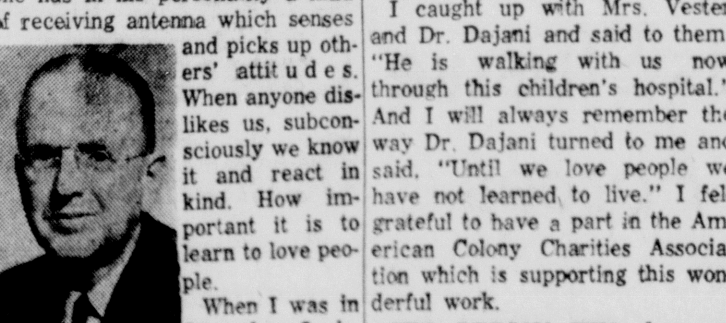 of receiving antenna which senses
and picks up oth-
ers' attitudes.
When anyone dis-
likes us, subcon-
sciously we know
it and react in
kind. How im-
portant it is to
learn to love peo-
ple.
When I was in
I caught up with Mrs. Vester
and Dr. Dajani and said to them
"He is walking with us now
through this children's hospital."
And I will always remember the
way Dr. Dajani turned to me and
said, "Until we love people we
have not learned to live." I felt
grateful to have a part in the Am-
erican Colony Charities Associa-
tion which is supporting this won-
derful work.